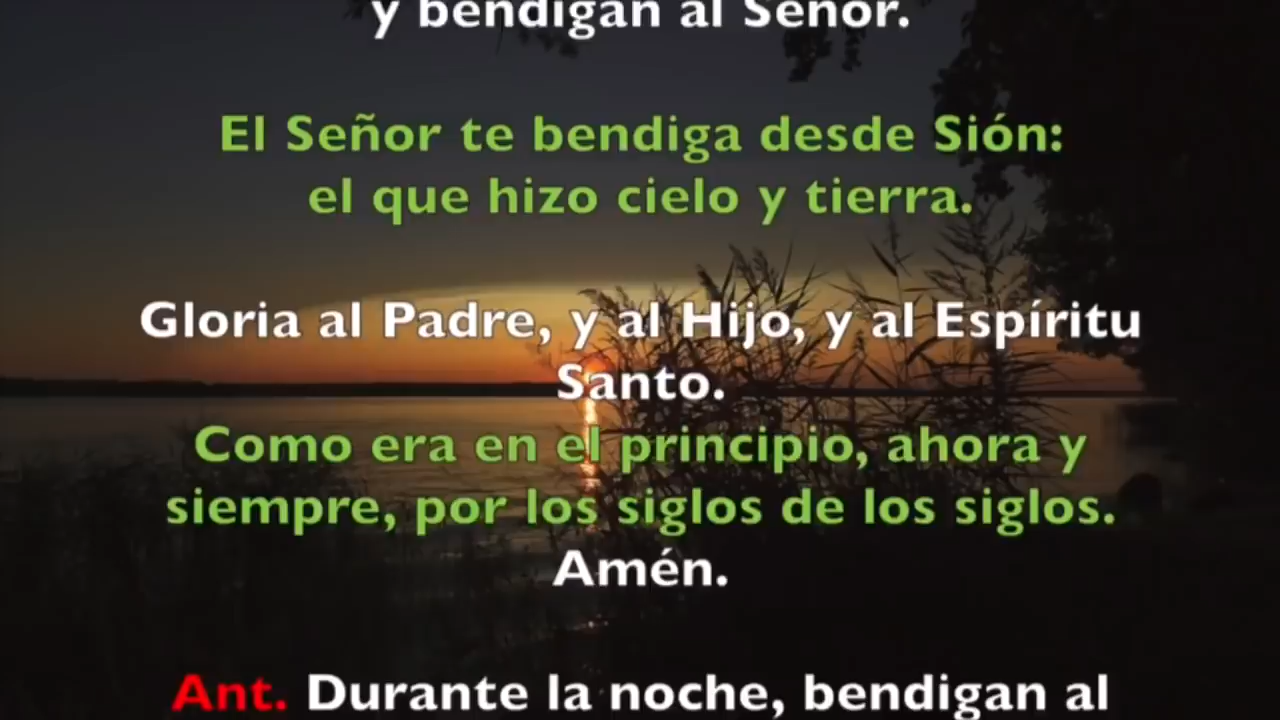 y bendigan al Señor.
El Señor te bendiga desde Sión:
el que hizo cielo y tierra.
Gloria al Padre, y al Hijo, y al Espíritu
Santo.
Como era en el principio, ahora y
siempre, por los siglos de los siglos.
Amén.
Ant. Durante la noche, bendigan al